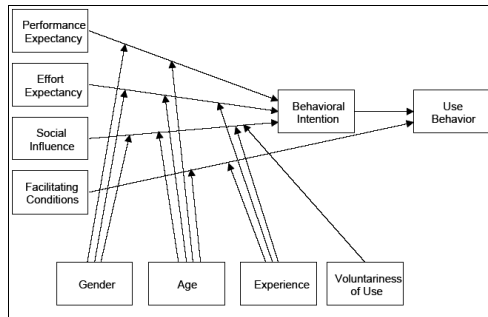 Performance
Expectancy
Effort
Expectancy
Social
Influence
Facilitating
Conditions
Behavioral
Intention
Use
Behavior
Gender
Age
Experience
Voluntariness
of Use